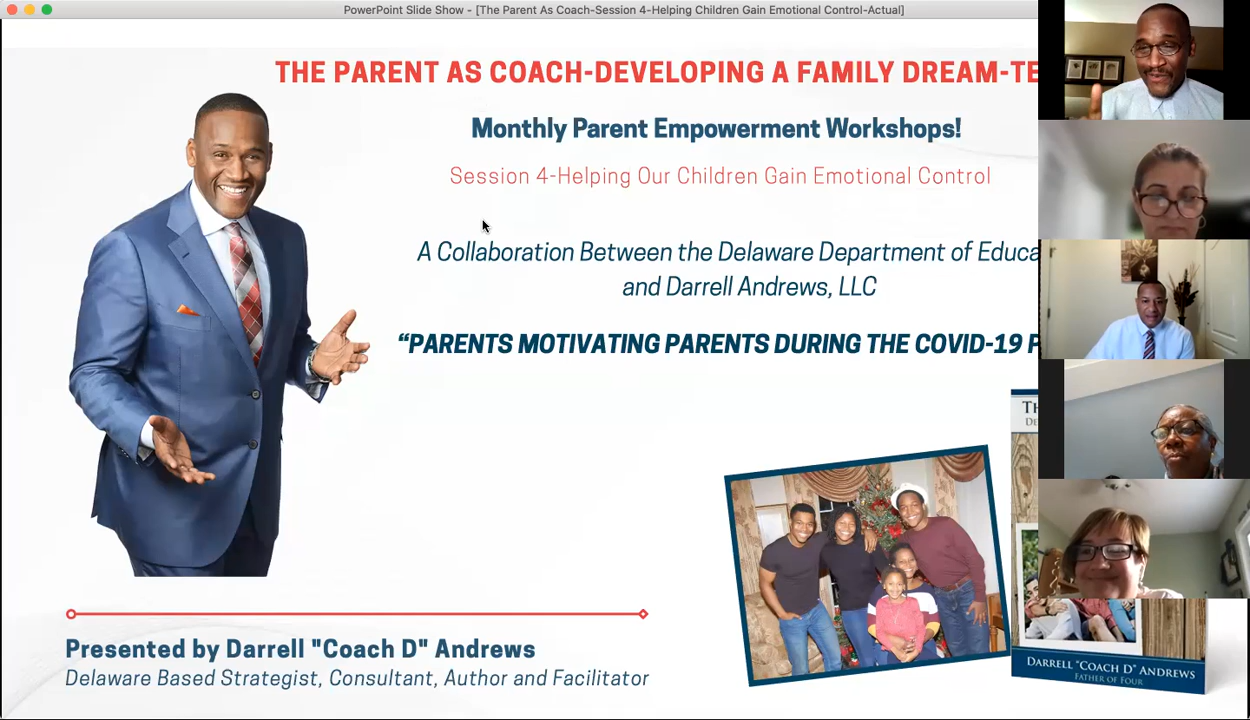 PowerPoint Slide Show - [The Parent As Coach-Session 4-Helping Children Gain Emotional Control-Actual]
THE PARENT AS COACH-DEVELOPING A FAMILY DREAM-TE
Monthly Parent Empowerment Workshops!
Session 4-Helping Our Children Gain Emotional Control
A Collaboration Between the Delaware Department of Educa
and Darrell Andrews, LLC
“PARENTS MOTIVATING PARENTS DURING THE COVID-19 P
Presented by Darrell "Coach D" Andrews
Delaware Based Strategist, Consultant, Author and Facilitator
DARRELL “COACH D” ANDREWS
FATHER OF FOUR